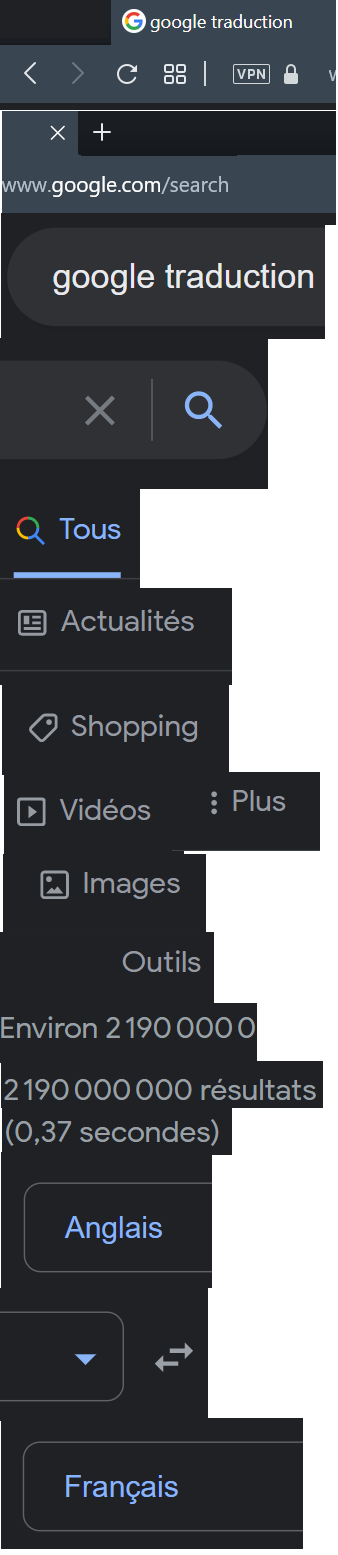 google traduction
VPN
www.google.com/search
google traduction
Tous
Actualités
Shopping
Vidéos
Plus
Images
Outils
Environ 2 190 000 0
2 190 000 000 résultats
(0,37 secondes)
Anglais
Français